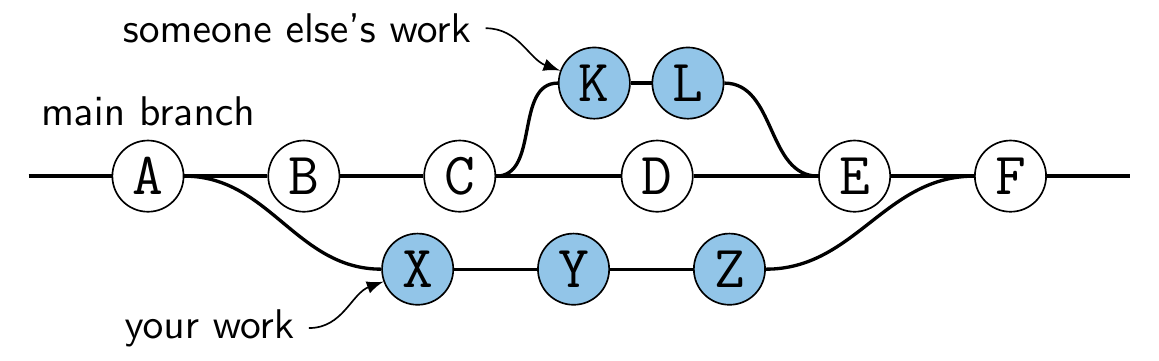 someone else's work
K L
main branch
A B C D E F
X Y Z
your work